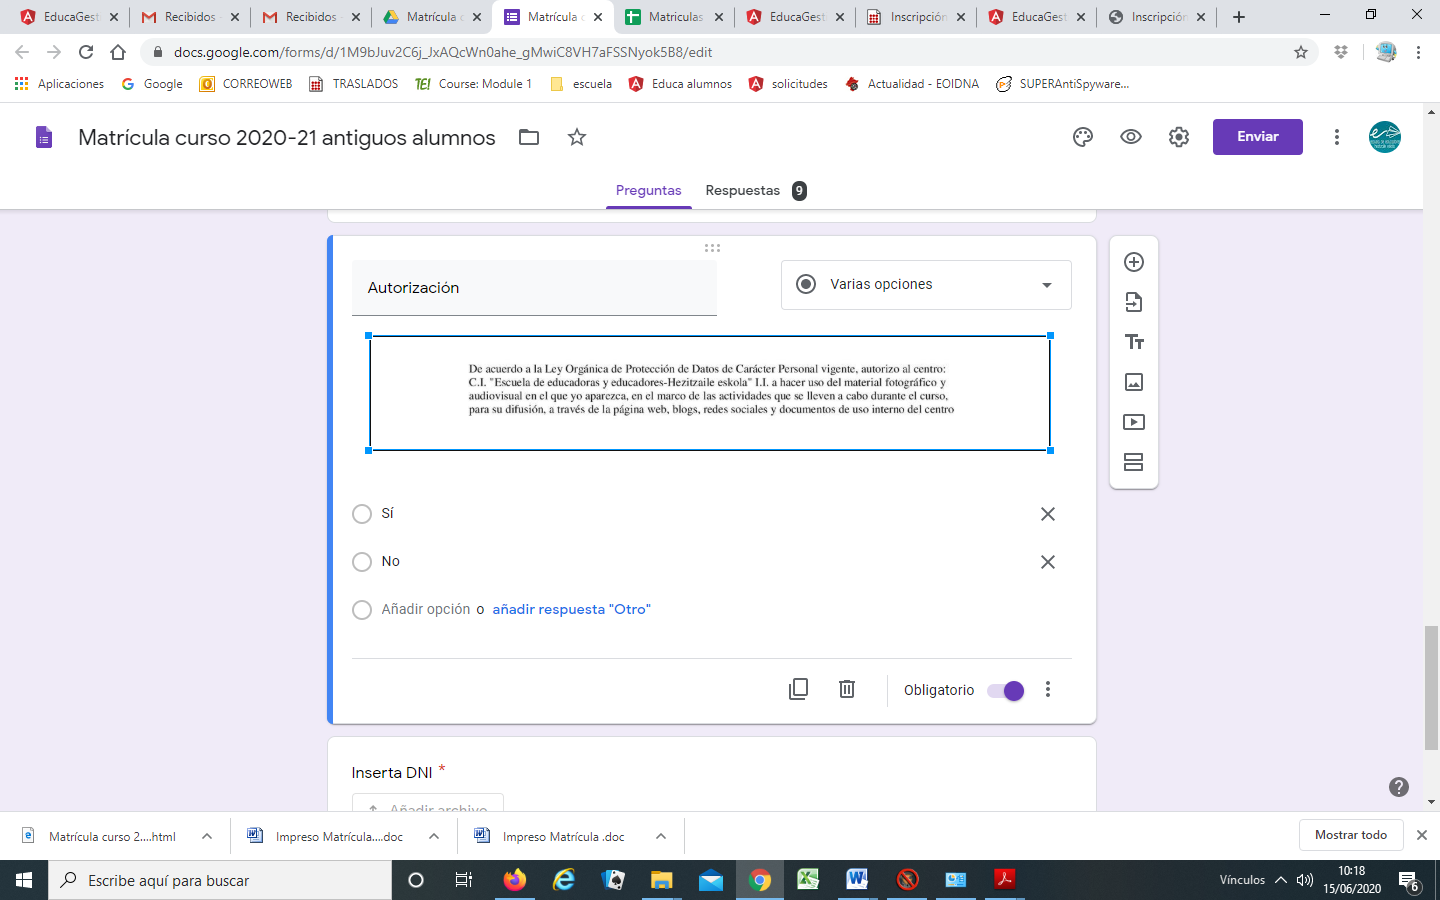 EducaGest
Recibidos
Recibidos
Matrícula c
Matrícula c
Matriculas
EducaGest
Inscripción
EducaGest
Inscripción
docs.google.com/forms/d/1M9bJuv2C6j_JxAQcWn0ahe_gMwiC8VH7aFSSNyok5B8/edit
Aplicaciones
Google
CORREOWEB
TRASLADOS
TE! Course: Module 1
escuela
Educa alumnos
solicitudes
Actualidad - EOIDNA
SUPERAntiSpyware...
Matrícula curso 2020-21 antiguos alumnos
Enviar
Preguntas
Respuestas 9
Autorización
Varias opciones
De acuerdo a la Ley Orgánica de Protección de Datos de Carácter Personal vigente, autorizo al centro:
C.I. "Escuela de educadoras y educadores-Hezitzaile eskola" I.I. a hacer uso del material fotográfico y
audiovisual en el que yo aparezca, en el marco de las actividades que se lleven a cabo durante el curso,
para su difusión, a través de la página web, blogs, redes sociales y documentos de uso interno del centro
Sí
No
Añadir opción o añadir respuesta "Otro"
Obligatorio
Inserta DNI *
Añadir archivo
Matrícula curso 2....html
Impreso Matrícula....doc
Impreso Matrícula .doc
Mostrar todo
Escribe aquí para buscar
Vínculos
10:18
15/06/2020
6